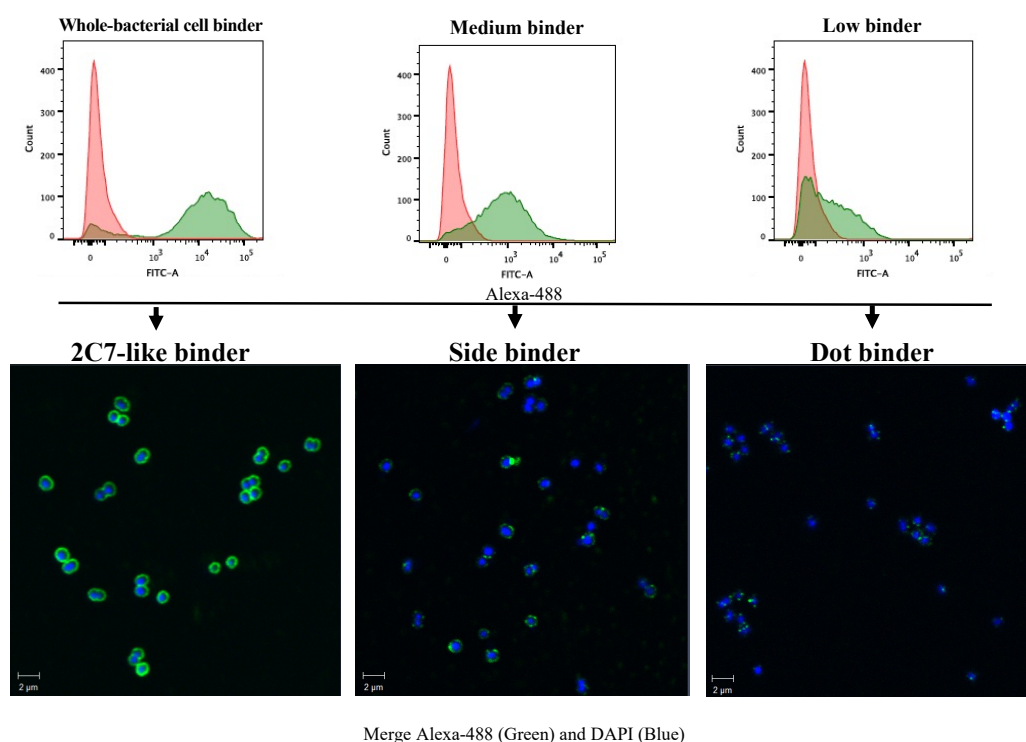 Whole-bacterial cell binder
Medium binder
Low binder
Count
400
300
200
100
0
0
10³
10⁴
10⁵
FITC-A
Count
400
300
200
100
0
0
10³
10⁴
10⁵
FITC-A
Count
400
300
200
100
0
0
10³
10⁴
10⁵
FITC-A
Alexa-488
2C7-like binder
Side binder
Dot binder
2 µm
2 µm
2 µm
Merge Alexa-488 (Green) and DAPI (Blue)